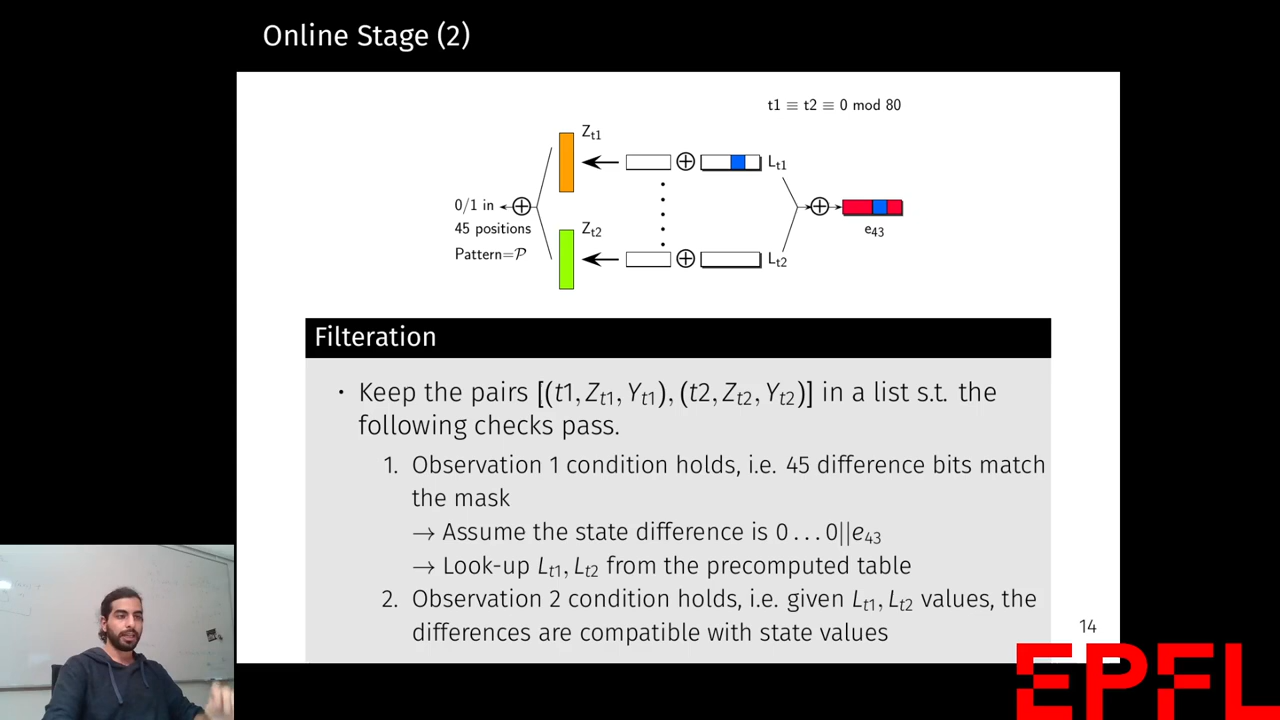 Online Stage (2)
t1 ≡ t2 ≡ 0 mod 80
Z_t1
⊕ L_t1
0/1 in ⊕
45 positions
Pattern=𝒫
⊕
e_43
Z_t2
⊕ L_t2
Filteration
· Keep the pairs [(t1, Z_t1, Y_t1), (t2, Z_t2, Y_t2)] in a list s.t. the
following checks pass.
1. Observation 1 condition holds, i.e. 45 difference bits match
the mask
→ Assume the state difference is 0...0||e_43
→ Look-up L_t1, L_t2 from the precomputed table
2. Observation 2 condition holds, i.e. given L_t1, L_t2 values, the
differences are compatible with state values
14
EPFL